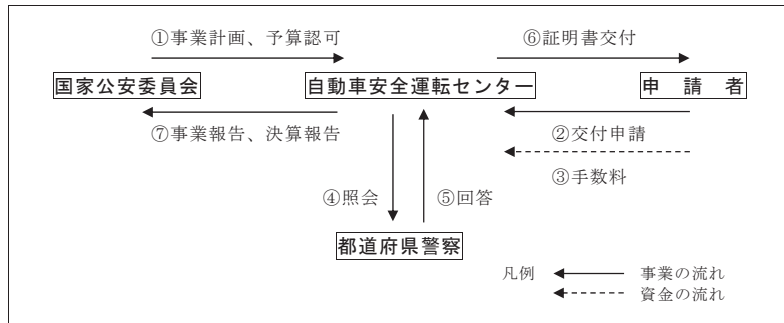 ①事業計画、予算認可
⑥証明書交付
国家公安委員会
自動車安全運転センター
申　請　者
⑦事業報告、決算報告
②交付申請
③手数料
④照会
⑤回答
都道府県警察
凡例
事業の流れ
資金の流れ